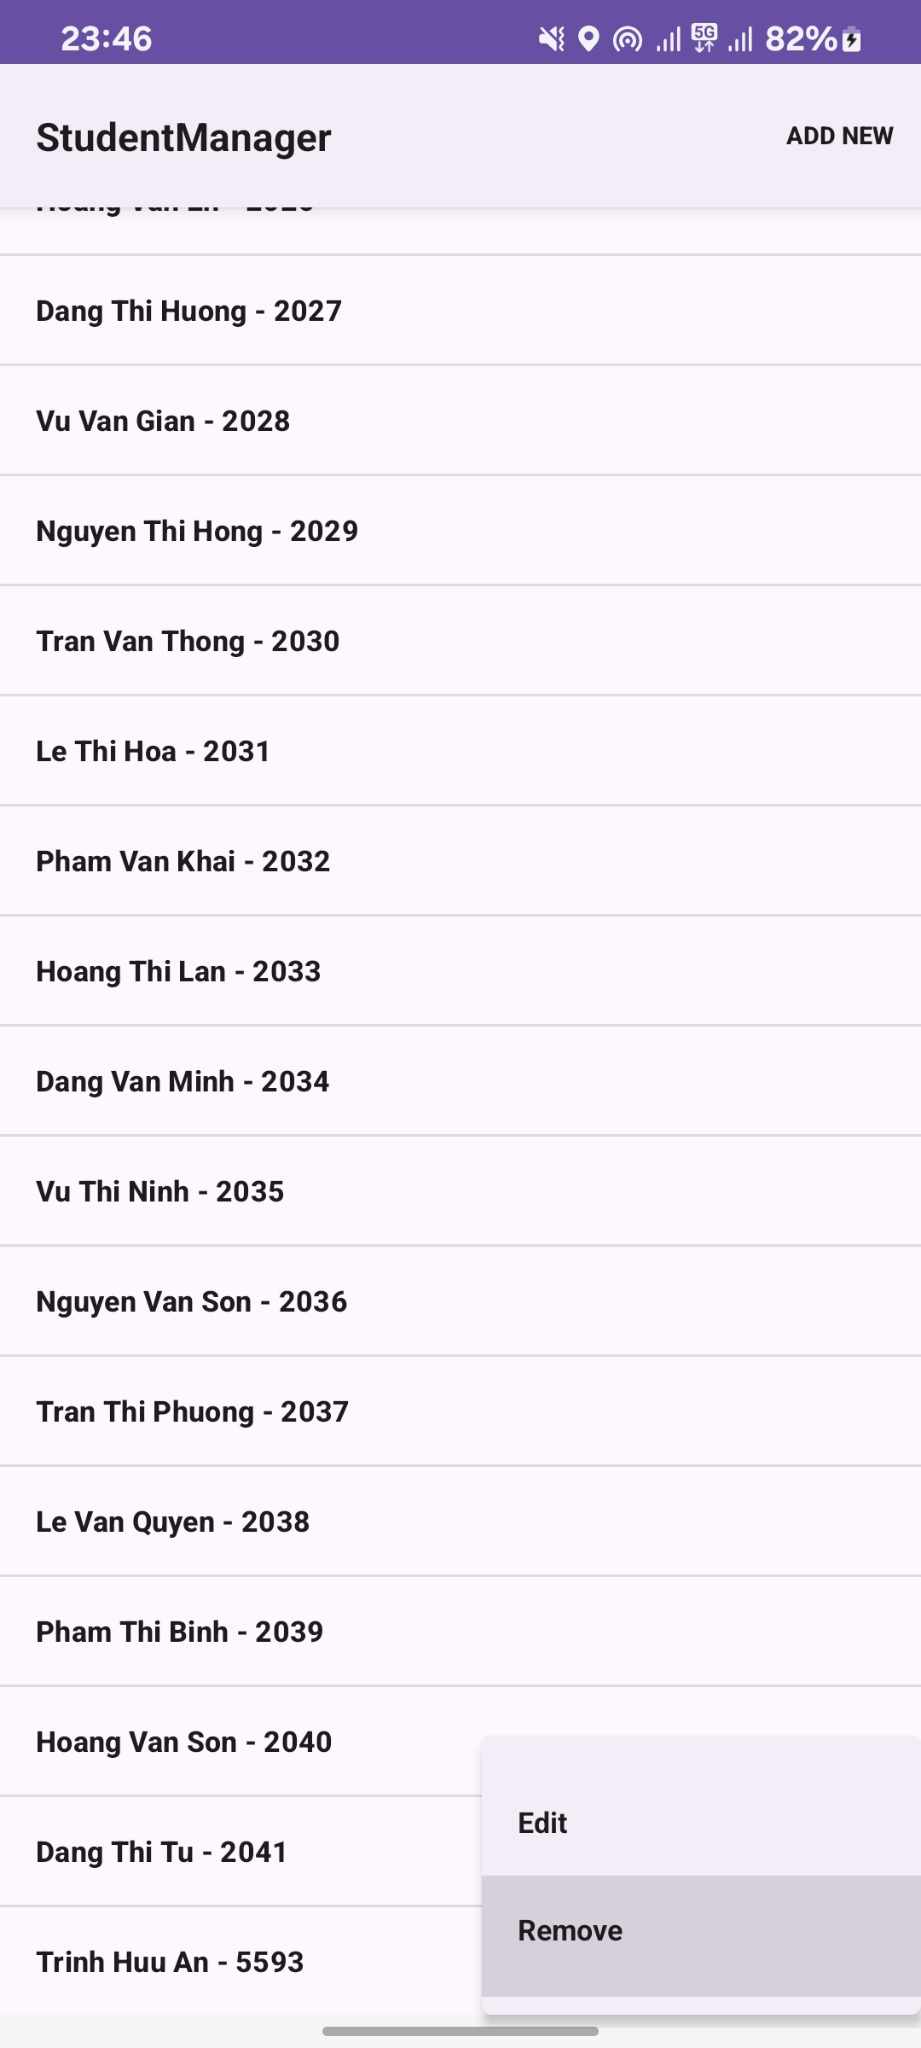 23:46
5G
82%
StudentManager
ADD NEW
Dang Thi Huong - 2027
Vu Van Gian - 2028
Nguyen Thi Hong - 2029
Tran Van Thong - 2030
Le Thi Hoa - 2031
Pham Van Khai - 2032
Hoang Thi Lan - 2033
Dang Van Minh - 2034
Vu Thi Ninh - 2035
Nguyen Van Son - 2036
Tran Thi Phuong - 2037
Le Van Quyen - 2038
Pham Thi Binh - 2039
Hoang Van Son - 2040
Edit
Dang Thi Tu - 2041
Remove
Trinh Huu An - 5593